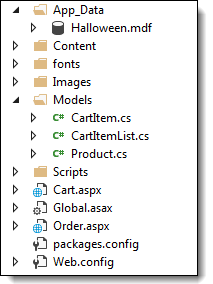 App_Data
Halloween.mdf
Content
fonts
Images
Models
C# CartItem.cs
C# CartItemList.cs
C# Product.cs
Scripts
Cart.aspx
Global.asax
Order.aspx
packages.config
Web.config